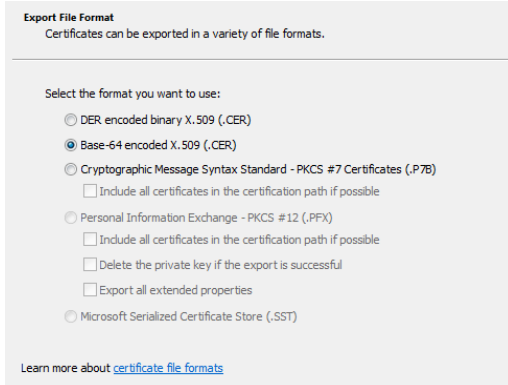 Export File Format
Certificates can be exported in a variety of file formats.
Select the format you want to use:
DER encoded binary X.509 (.CER)
Base-64 encoded X.509 (.CER)
Cryptographic Message Syntax Standard - PKCS #7 Certificates (.P7B)
Include all certificates in the certification path if possible
Personal Information Exchange - PKCS #12 (.PFX)
Include all certificates in the certification path if possible
Delete the private key if the export is successful
Export all extended properties
Microsoft Serialized Certificate Store (.SST)
Learn more about certificate file formats